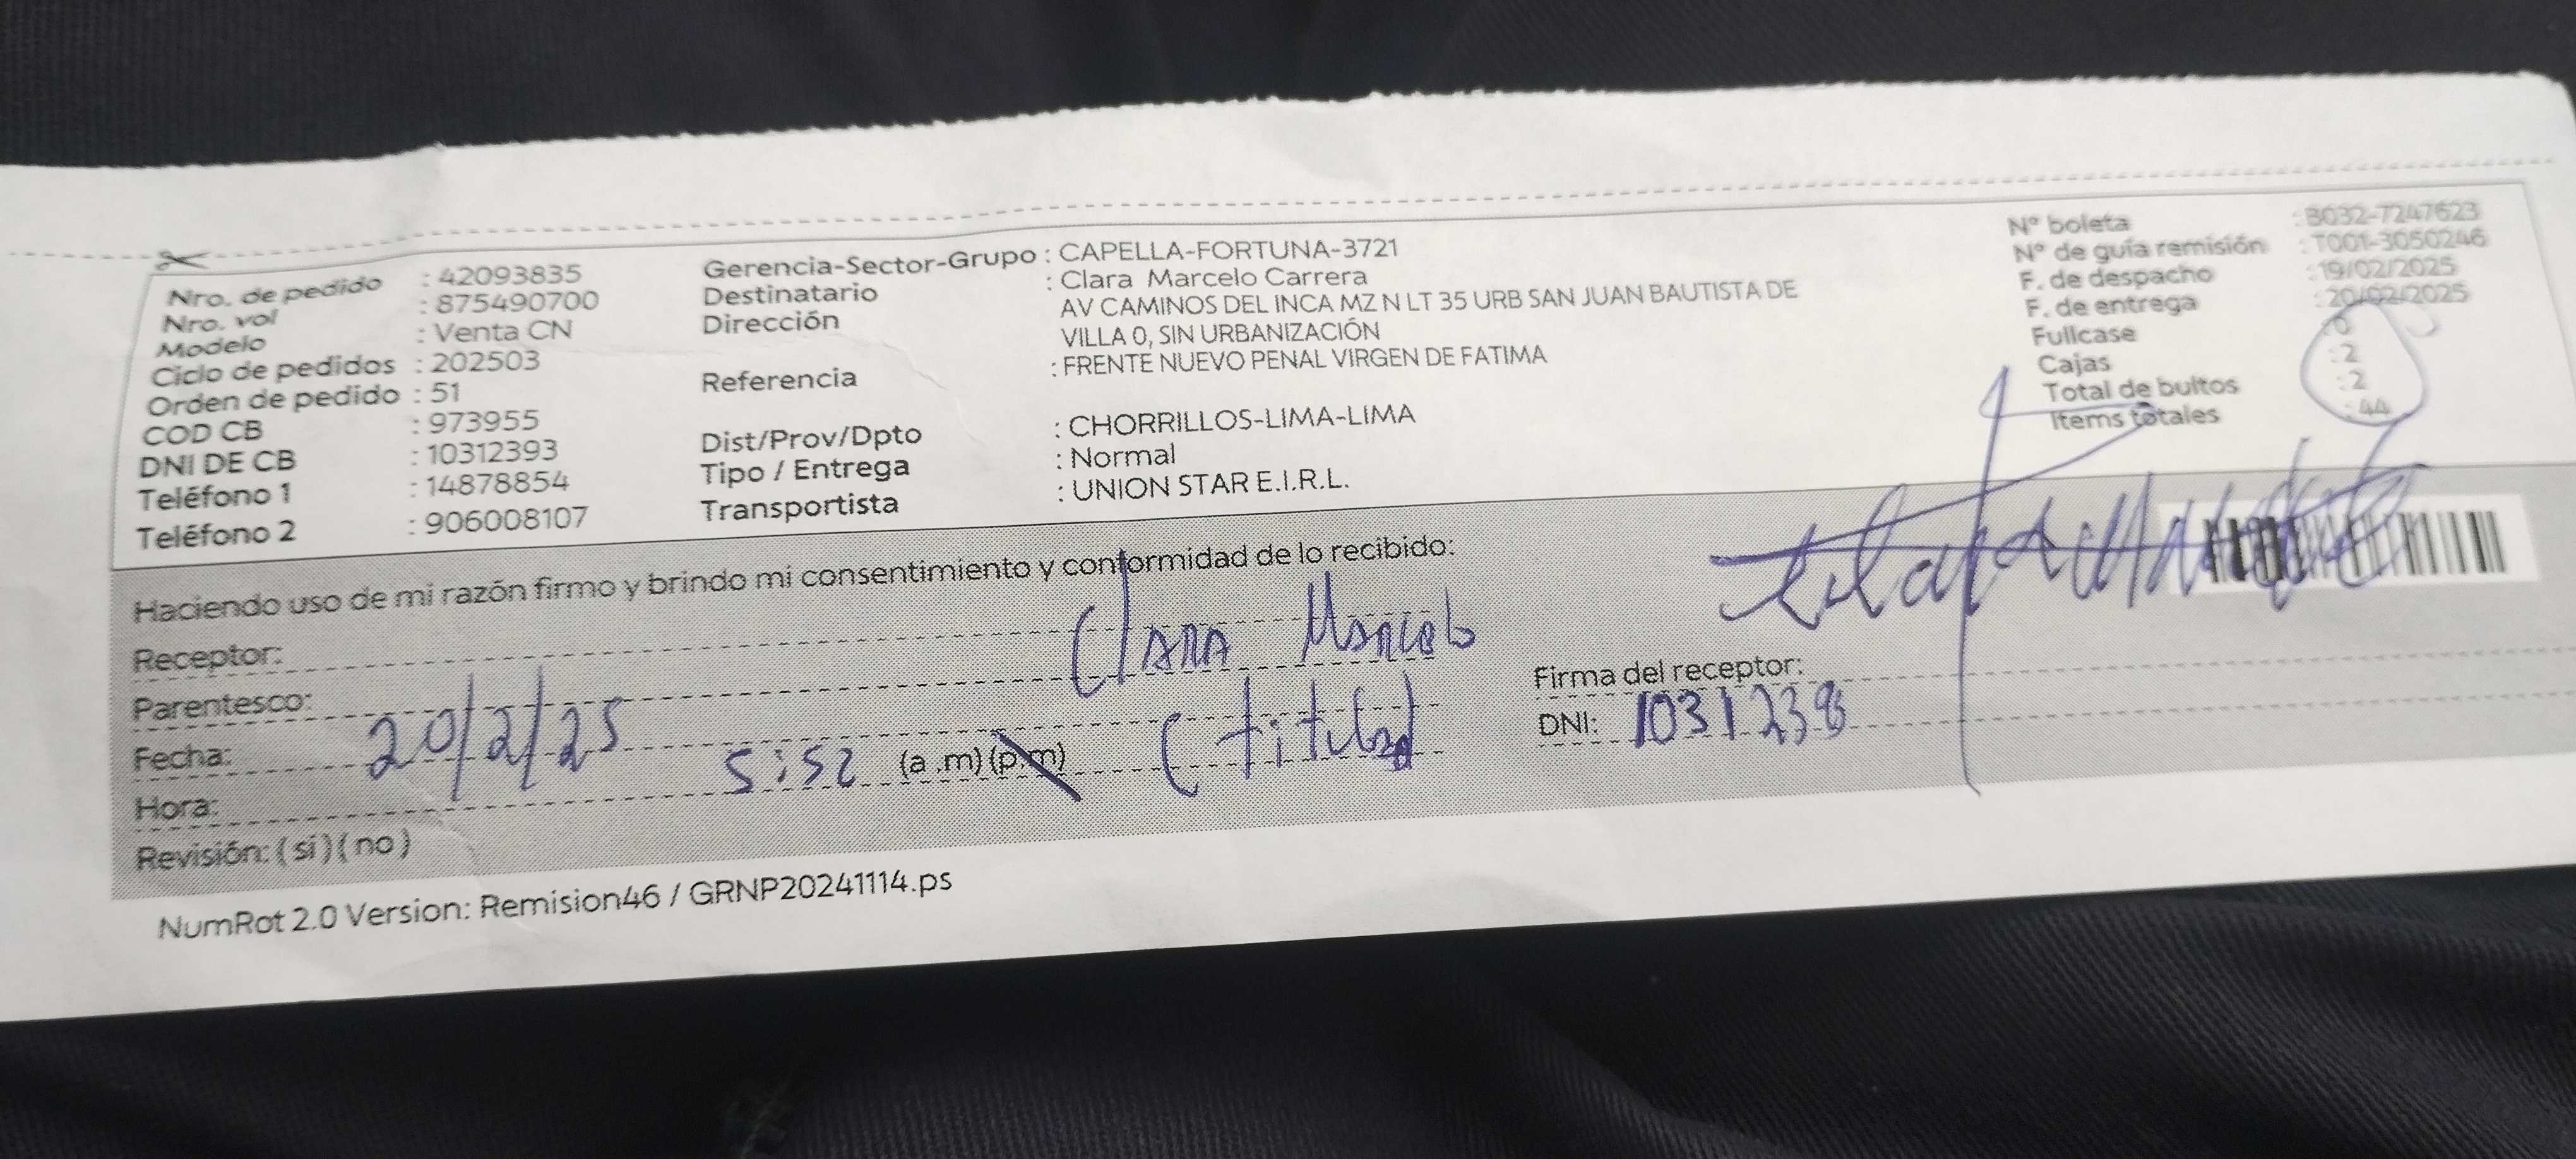 Nro. de pedido : 42093835
Nro. vol : 875490700
Modelo : Venta CN
Ciclo de pedidos : 202503
Orden de pedido : 51
COD CB : 973955
DNI DE CB : 10312393
Teléfono 1 : 14878854
Teléfono 2 : 906008107
Gerencia-Sector-Grupo : CAPELLA-FORTUNA-3721
Destinatario : Clara Marcelo Carrera
Dirección AV CAMINOS DEL INCA MZ N LT 35 URB SAN JUAN BAUTISTA DE
VILLA 0, SIN URBANIZACIÓN
Referencia : FRENTE NUEVO PENAL VIRGEN DE FATIMA
Dist/Prov/Dpto : CHORRILLOS-LIMA-LIMA
Tipo / Entrega : Normal
Transportista : UNION STAR E.I.R.L.
N° boleta : B032-7247623
N° de guía remisión : T001-3050246
F. de despacho : 19/02/2025
F. de entrega : 20/02/2025
Fullcase : 0
Cajas : 2
Total de bultos : 2
Items totales : 44
Haciendo uso de mi razón firmo y brindo mi consentimiento y conformidad de lo recibido:
Receptor: Clara Marcelo
Parentesco: (titular)
Fecha: 20/2/25
Hora: 5:52 (a .m) (p.m)
Revisión: ( si ) ( no )
Firma del receptor:
DNI: 1031239
NumRot 2.0 Version: Remision46 / GRNP20241114.ps